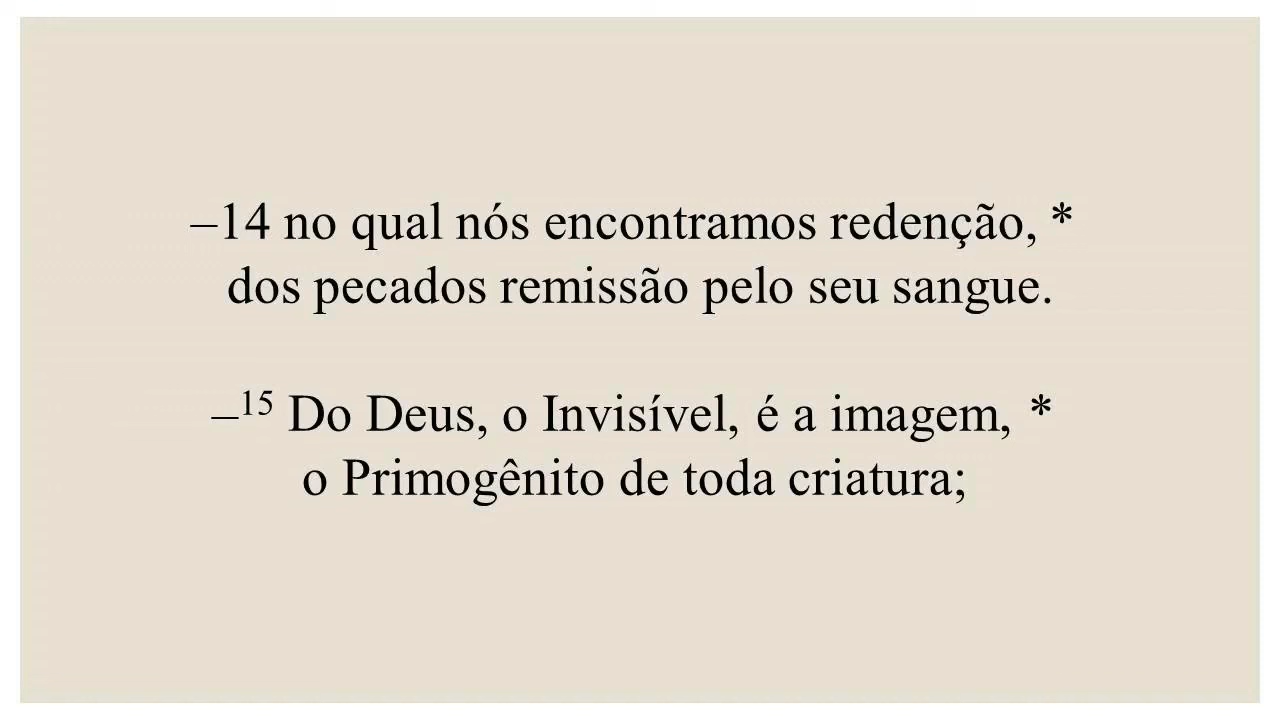 –14 no qual nós encontramos redenção, *
dos pecados remissão pelo seu sangue.
–¹⁵ Do Deus, o Invisível, é a imagem, *
o Primogênito de toda criatura;